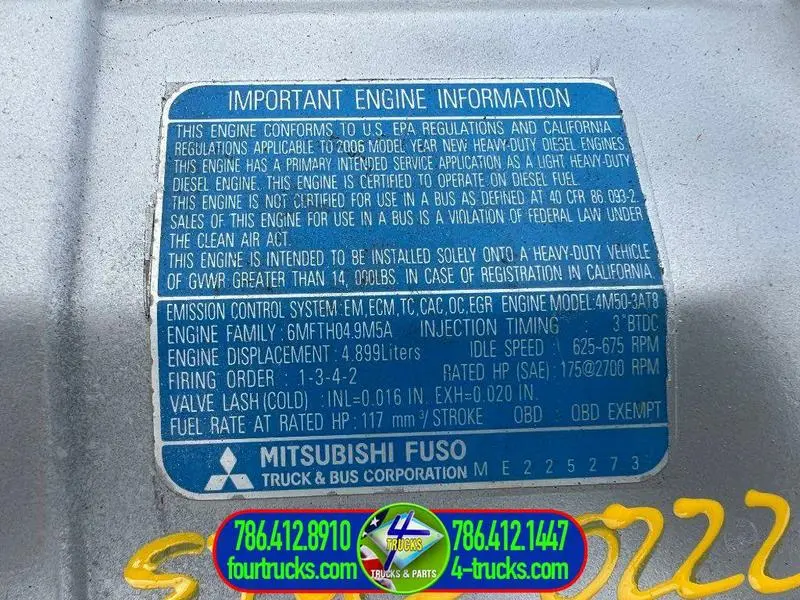 IMPORTANT ENGINE INFORMATION
THIS ENGINE CONFORMS TO U.S. EPA REGULATIONS AND CALIFORNIA
REGULATIONS APPLICABLE TO 2006 MODEL YEAR NEW HEAVY-DUTY DIESEL ENGINES.
THIS ENGINE HAS A PRIMARY INTENDED SERVICE APPLICATION AS A LIGHT HEAVY-DUTY
DIESEL ENGINE. THIS ENGINE IS CERTIFIED TO OPERATE ON DIESEL FUEL.
THIS ENGINE IS NOT CERTIFIED FOR USE IN A BUS AS DEFINED AT 40 CFR 86.093-2.
SALES OF THIS ENGINE FOR USE IN A BUS IS A VIOLATION OF FEDERAL LAW UNDER
THE CLEAN AIR ACT.
THIS ENGINE IS INTENDED TO BE INSTALLED SOLELY ONTO A HEAVY-DUTY VEHICLE
OF GVWR GREATER THAN 14, 000LBS. IN CASE OF REGISTRATION IN CALIFORNIA.
EMISSION CONTROL SYSTEM:EM,ECM,TC,CAC,OC,EGR ENGINE MODEL:4M50-3AT8
ENGINE FAMILY:6MFTH04.9M5A INJECTION TIMING 3°BTDC
ENGINE DISPLACEMENT:4.899Liters IDLE SPEED : 625-675 RPM
FIRING ORDER : 1-3-4-2 RATED HP (SAE):175@2700 RPM
VALVE LASH(COLD) :INL=0.016 IN. EXH=0.020 IN.
FUEL RATE AT RATED HP:117 mm³/STROKE OBD : OBD EXEMPT
MITSUBISHI FUSO
TRUCK & BUS CORPORATION ME225273
786.412.8910 4 TRUCKS 786.412.1447
fourtrucks.com TRUCKS & PARTS 4-trucks.com
0222